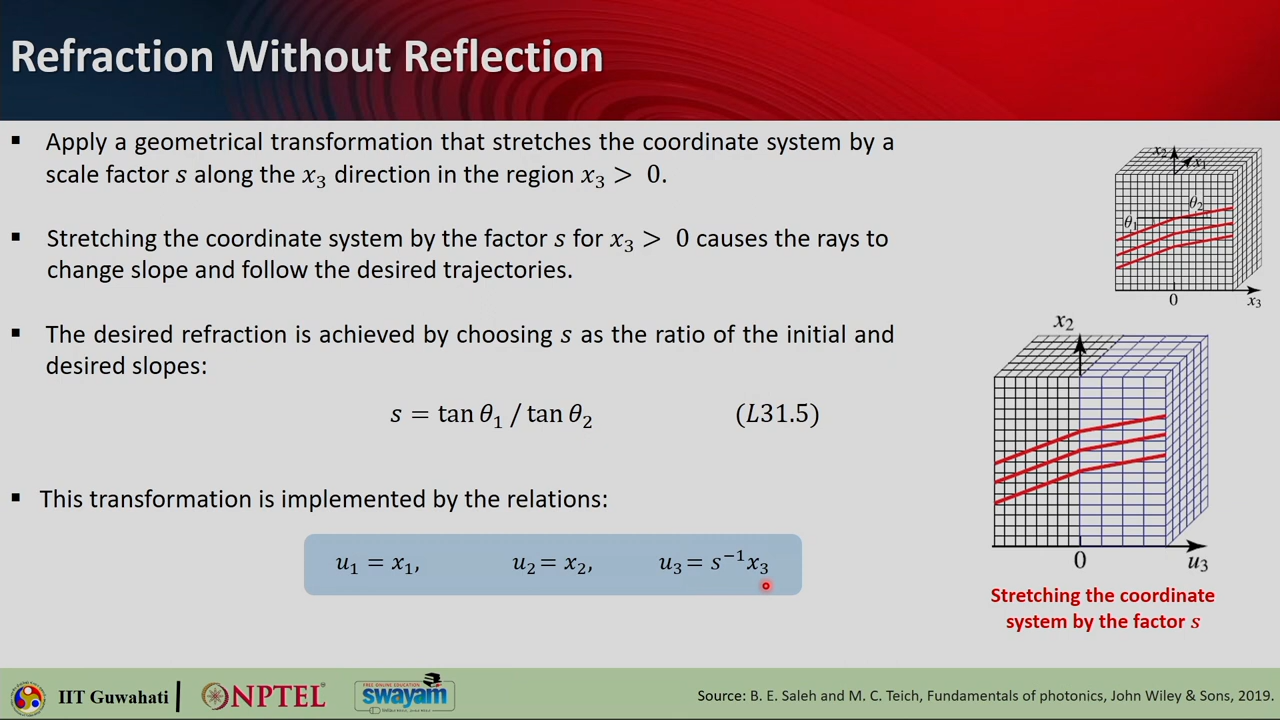 Refraction Without Reflection
▪ Apply a geometrical transformation that stretches the coordinate system by a
scale factor s along the x₃ direction in the region x₃ > 0.
▪ Stretching the coordinate system by the factor s for x₃ > 0 causes the rays to
change slope and follow the desired trajectories.
▪ The desired refraction is achieved by choosing s as the ratio of the initial and
desired slopes:
s = tan θ₁ / tan θ₂ (L31.5)
▪ This transformation is implemented by the relations:
u₁ = x₁, u₂ = x₂, u₃ = s⁻¹x₃
x₂
x₁
θ₂
θ₁
0
x₃
x₂
0
u₃
Stretching the coordinate
system by the factor s
IIT Guwahati
NPTEL
FREE ONLINE EDUCATION
swayam
Source: B. E. Saleh and M. C. Teich, Fundamentals of photonics, John Wiley & Sons, 2019.